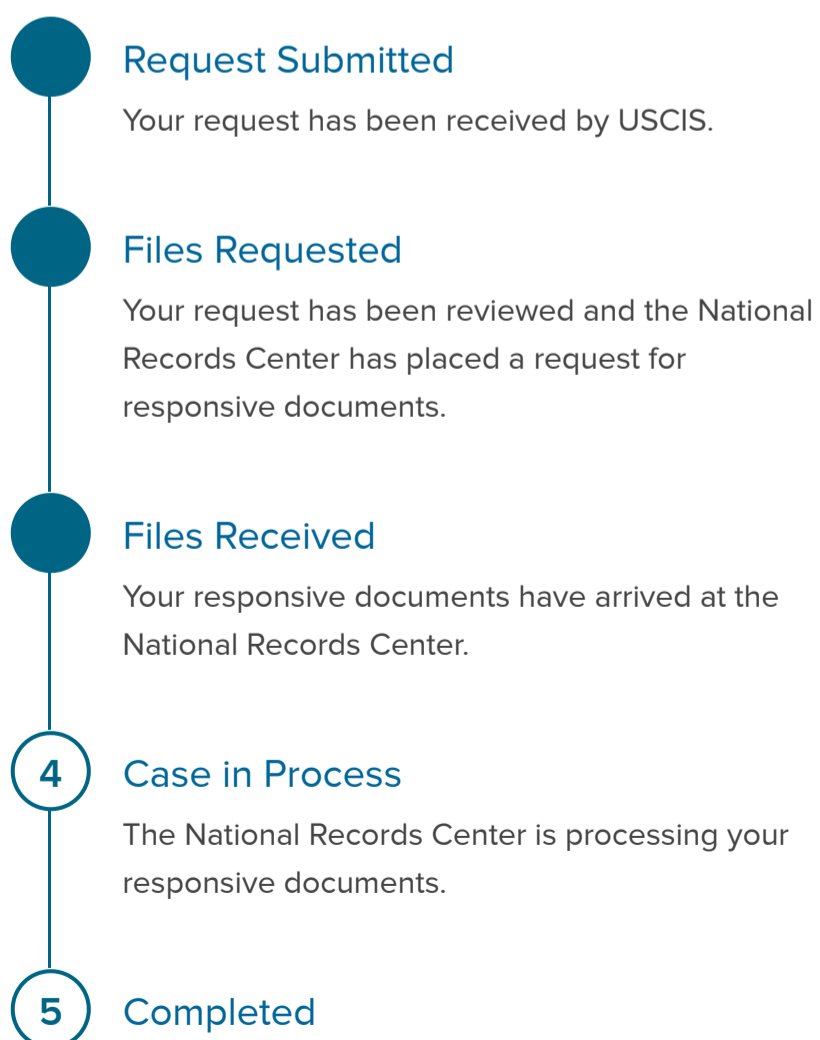 Request Submitted
Your request has been received by USCIS.
Files Requested
Your request has been reviewed and the National
Records Center has placed a request for
responsive documents.
Files Received
Your responsive documents have arrived at the
National Records Center.
4 Case in Process
The National Records Center is processing your
responsive documents.
5 Completed